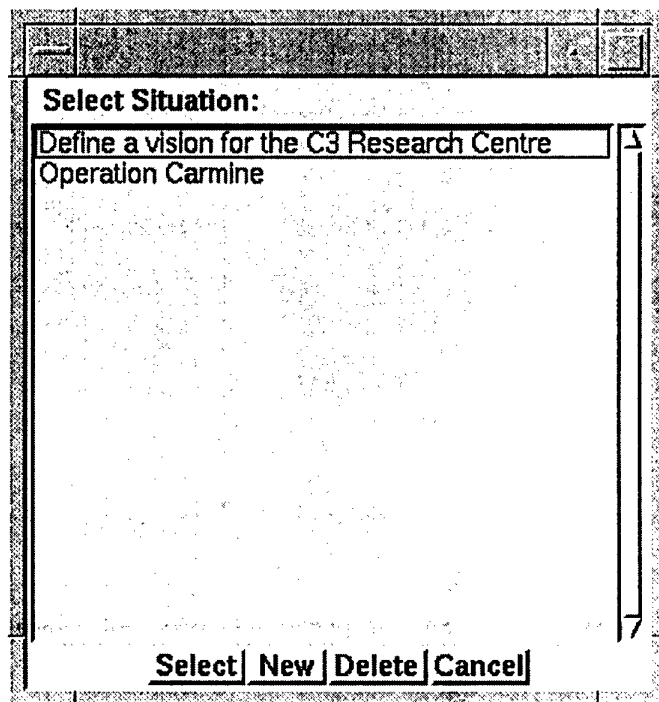 Select Situation:
Define a vision for the C3 Research Centre
Operation Carmine
Select New Delete Cancel